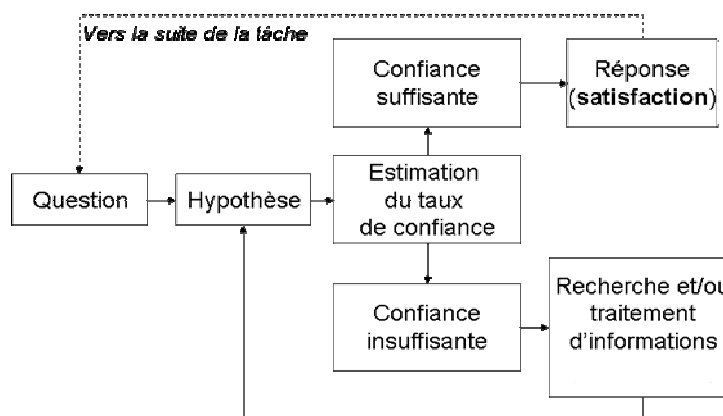 Vers la suite de la tâche
Confiance
suffisante
Réponse
(satisfaction)
Question
Hypothèse
Estimation
du taux
de confiance
Confiance
insuffisante
Recherche et/ou
traitement
d'informations